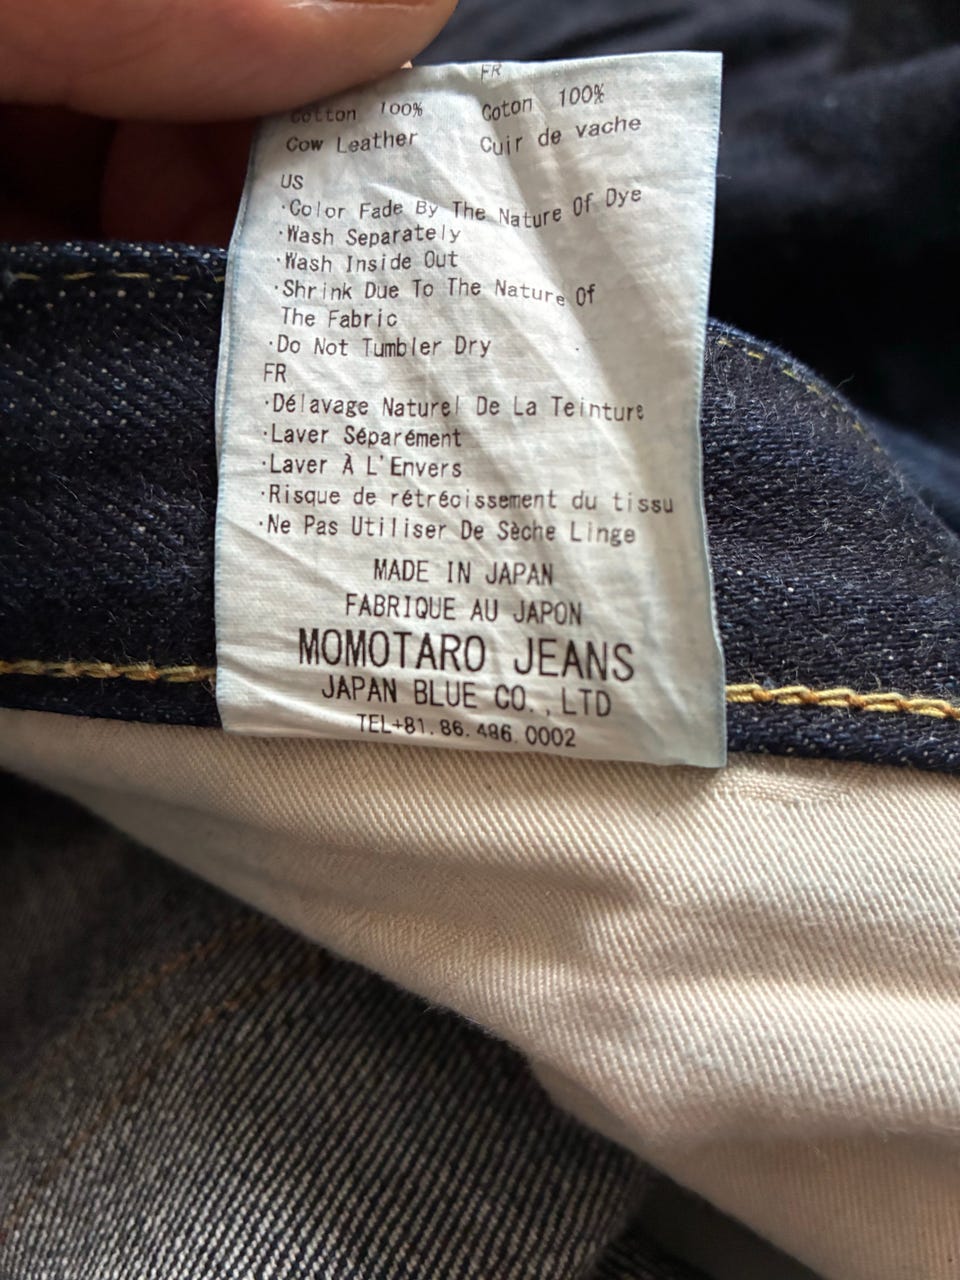 FR
Cotton 100% Coton 100%
Cow Leather Cuir de vache
US
·Color Fade By The Nature Of Dye
·Wash Separately
·Wash Inside Out
·Shrink Due To The Nature Of
The Fabric
·Do Not Tumbler Dry
FR
·Délavage Naturel De La Teinture
·Laver Séparément
·Laver À L'Envers
·Risque de rétrécissement du tissu
·Ne Pas Utiliser De Sèche Linge
MADE IN JAPAN
FABRIQUE AU JAPON
MOMOTARO JEANS
JAPAN BLUE CO.,LTD
TEL+81.86.486.0002